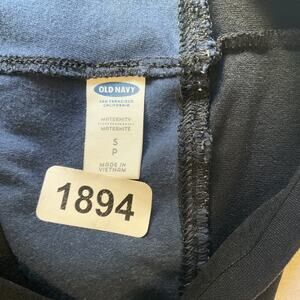 OLD NAVY
SAN FRANCISCO
CALIFORNIA
MATERNITY
MATERNITÉ
S
P
MADE IN
VIETNAM
1894